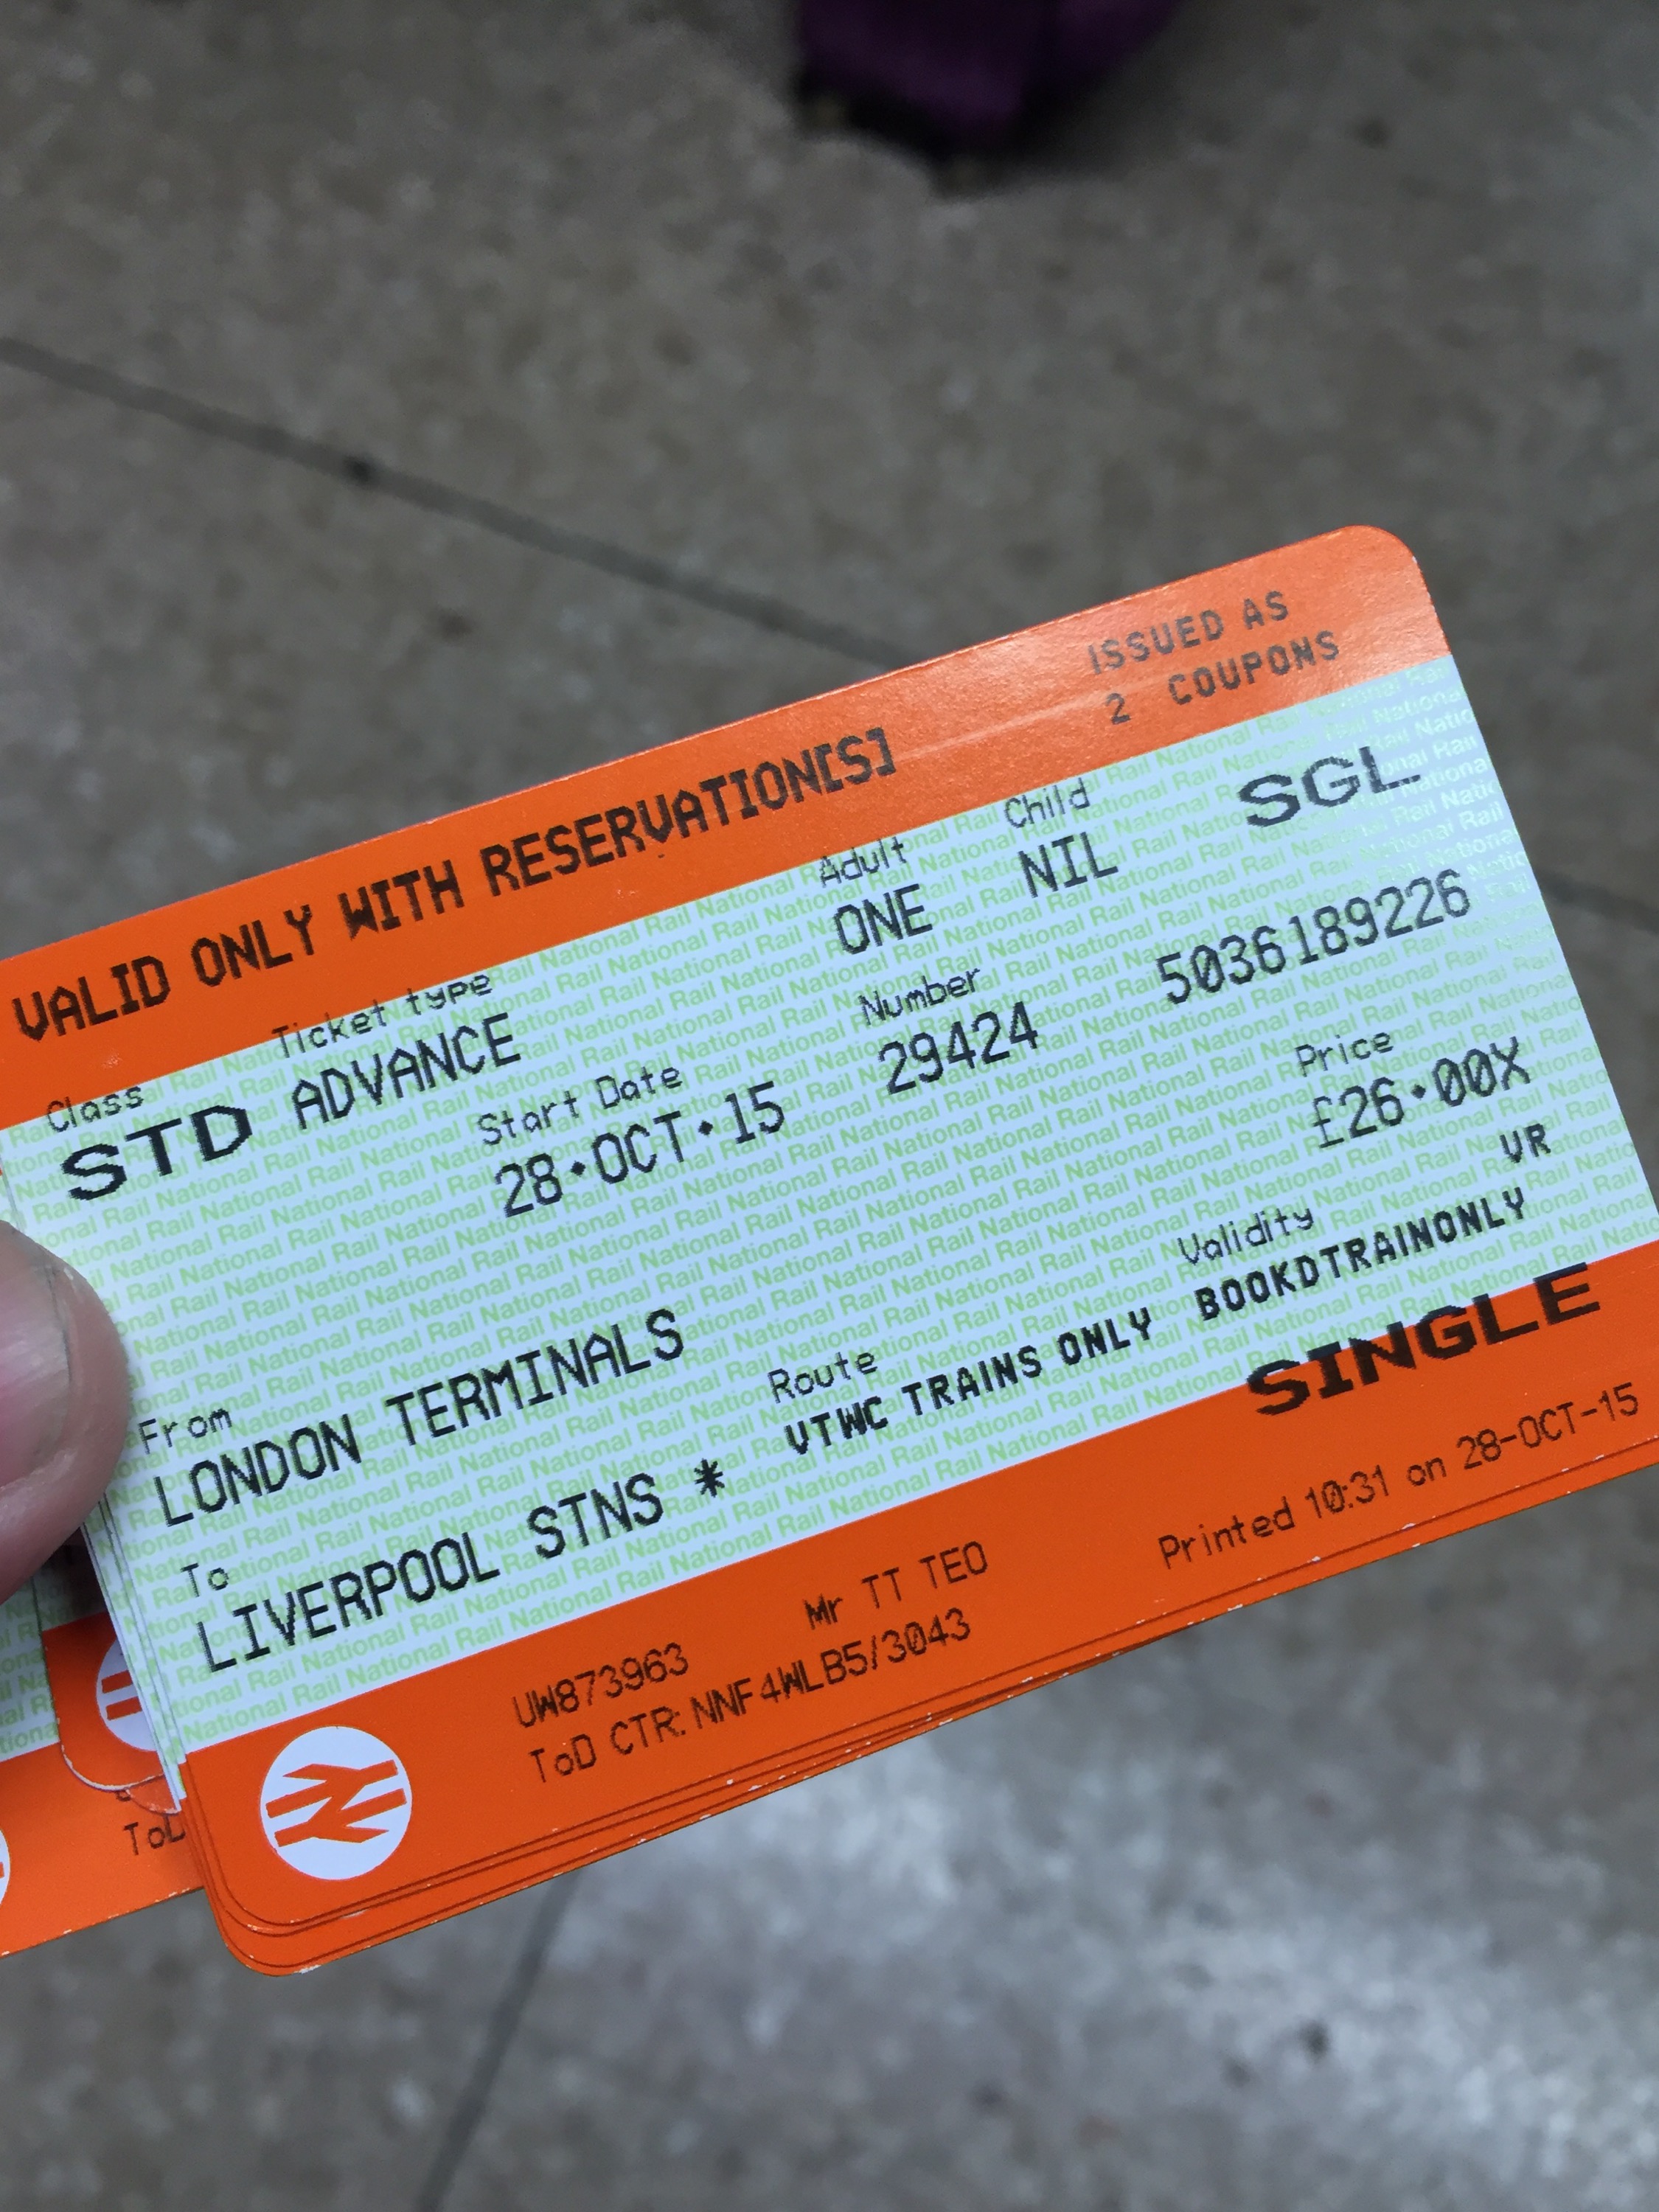 ISSUED AS
2 COUPONS
VALID ONLY WITH RESERVATION[S]
Class Ticket type Adult Child
STD ADVANCE ONE NIL SGL
Start Date Number
28·OCT·15 29424 5036189226
Price
£26·00X
VR
From Route Validity
LONDON TERMINALS VTWC TRAINS ONLY BOOKDTRAINONLY
To
LIVERPOOL STNS *
SINGLE
UW873963 Mr TT TEO Printed 10:31 on 28-OCT-15
ToD CTR: NNF4WLB5/3043
ToD